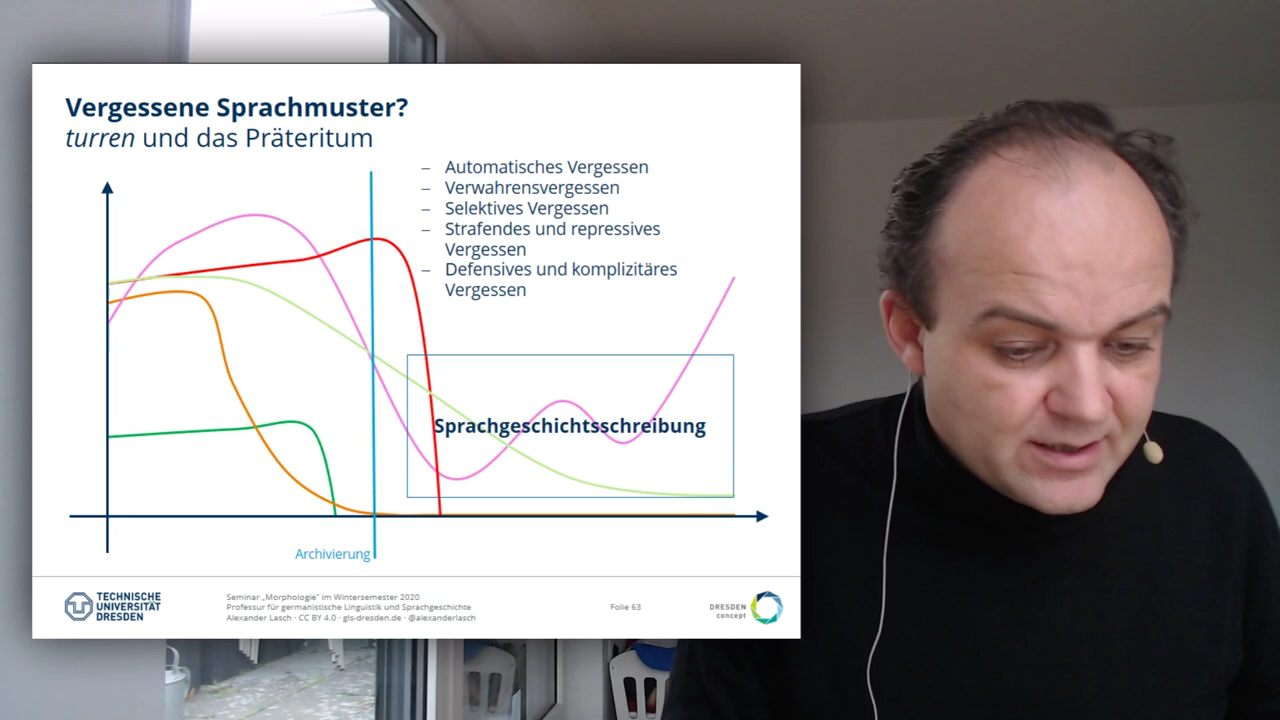 Vergessene Sprachmuster?
turren und das Präteritum
– Automatisches Vergessen
– Verwahrensvergessen
– Selektives Vergessen
– Strafendes und repressives
Vergessen
– Defensives und komplizitäres
Vergessen
Sprachgeschichtsschreibung
Archivierung
TECHNISCHE
UNIVERSITÄT
DRESDEN
Seminar „Morphologie" im Wintersemester 2020
Professur für germanistische Linguistik und Sprachgeschichte
Alexander Lasch · CC BY 4.0 · gls-dresden.de · @alexanderlasch
Folie 63
DRESDEN
concept